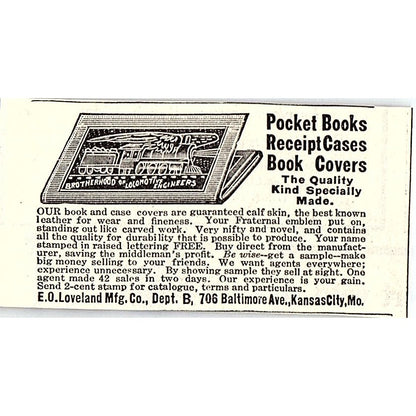 Pocket Books
Receipt Cases
Book Covers
The Quality
Kind Specially
Made.
BROTHERHOOD OF LOCOMOTIVE ENGINEERS
OUR book and case covers are guaranteed calf skin, the best known
leather for wear and fineness. Your Fraternal emblem put on,
standing out like carved work. Very nifty and novel, and contains
all the quality for durability that is possible to produce. Your name
stamped in raised lettering FREE. Buy direct from the manufact-
urer, saving the middleman's profit. Be wise--get a sample--make
big money selling to your friends. We want agents everywhere;
experience unnecessary. By showing sample they sell at sight. One
agent made 42 sales in two days. Our experience is your gain.
Send 2-cent stamp for catalogue, terms and particulars.
E.O. Loveland Mfg. Co., Dept. B, 706 Baltimore Ave., Kansas City, Mo.